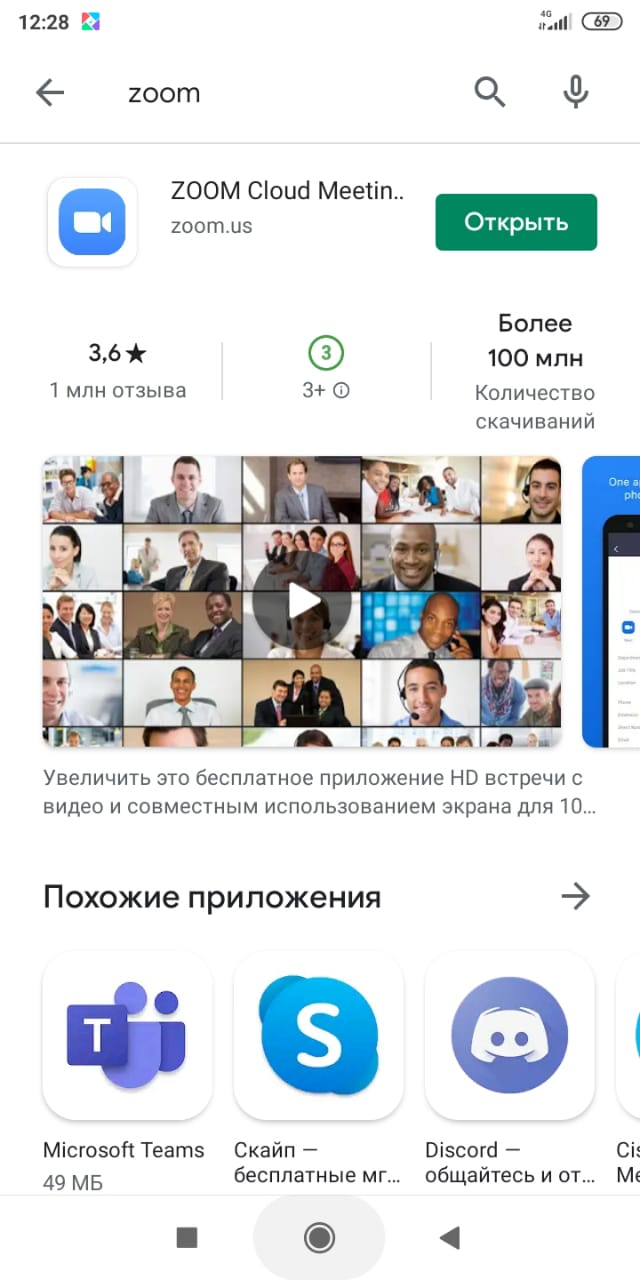 12:28
4G
69
zoom
ZOOM Cloud Meetin..
zoom.us
Открыть
3,6★
1 млн отзыва
3
3+
Более
100 млн
Количество
скачиваний
One a
pho
Увеличить это бесплатное приложение HD встречи с
видео и совместным использованием экрана для 10...
Похожие приложения
T
S
Microsoft Teams
49 МБ
Скайп —
бесплатные мг...
Discord —
общайтесь и от...
Cis
Me